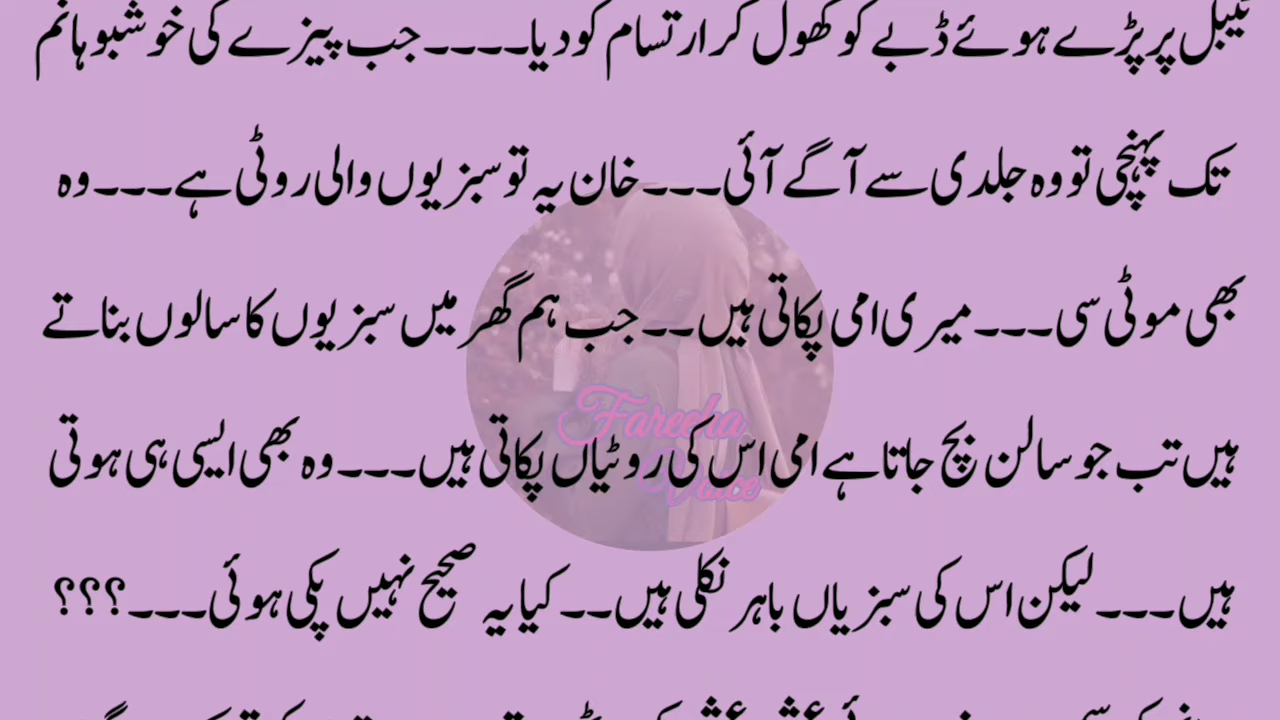 ٹیبل پر پڑے ہوئے ڈبے کو کھول کر ارتسام کو دیا۔۔۔۔ جب پیزے کی خوشبو ہانم
تک پہنچی تو وہ جلدی سے آگے آئی۔۔۔ خان یہ تو سبزیوں والی روٹی ہے۔۔۔ وہ
بھی موٹی سی۔۔۔ میری امی پکاتی ہیں۔۔ جب ہم گھر میں سبزیوں کا سالوں بناتے
ہیں تب جو سالن بچ جاتا ہے امی اس کی روٹیاں پکاتی ہیں۔۔۔ وہ بھی ایسی ہی ہوتی
ہیں۔۔۔ لیکن اس کی سبزیاں باہر نکلی ہیں۔۔ کیا یہ صحیح نہیں پکی ہوئی۔۔۔؟؟؟
Fareeha
Voice